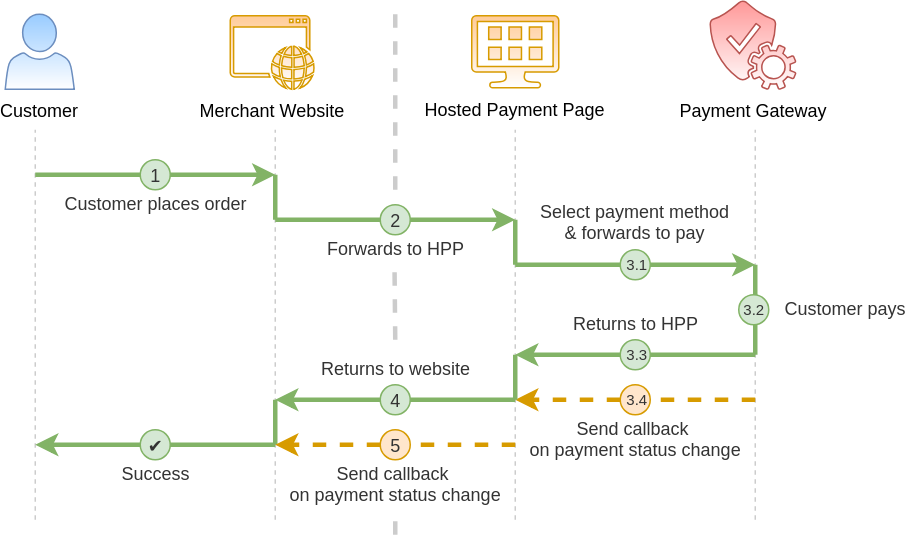 Customer
Merchant Website
Hosted Payment Page
Payment Gateway
1
Customer places order
2
Forwards to HPP
Select payment method
& forwards to pay
3.1
3.2
Customer pays
Returns to HPP
3.3
Returns to website
4
3.4
Send callback
on payment status change
✔
Success
5
Send callback
on payment status change